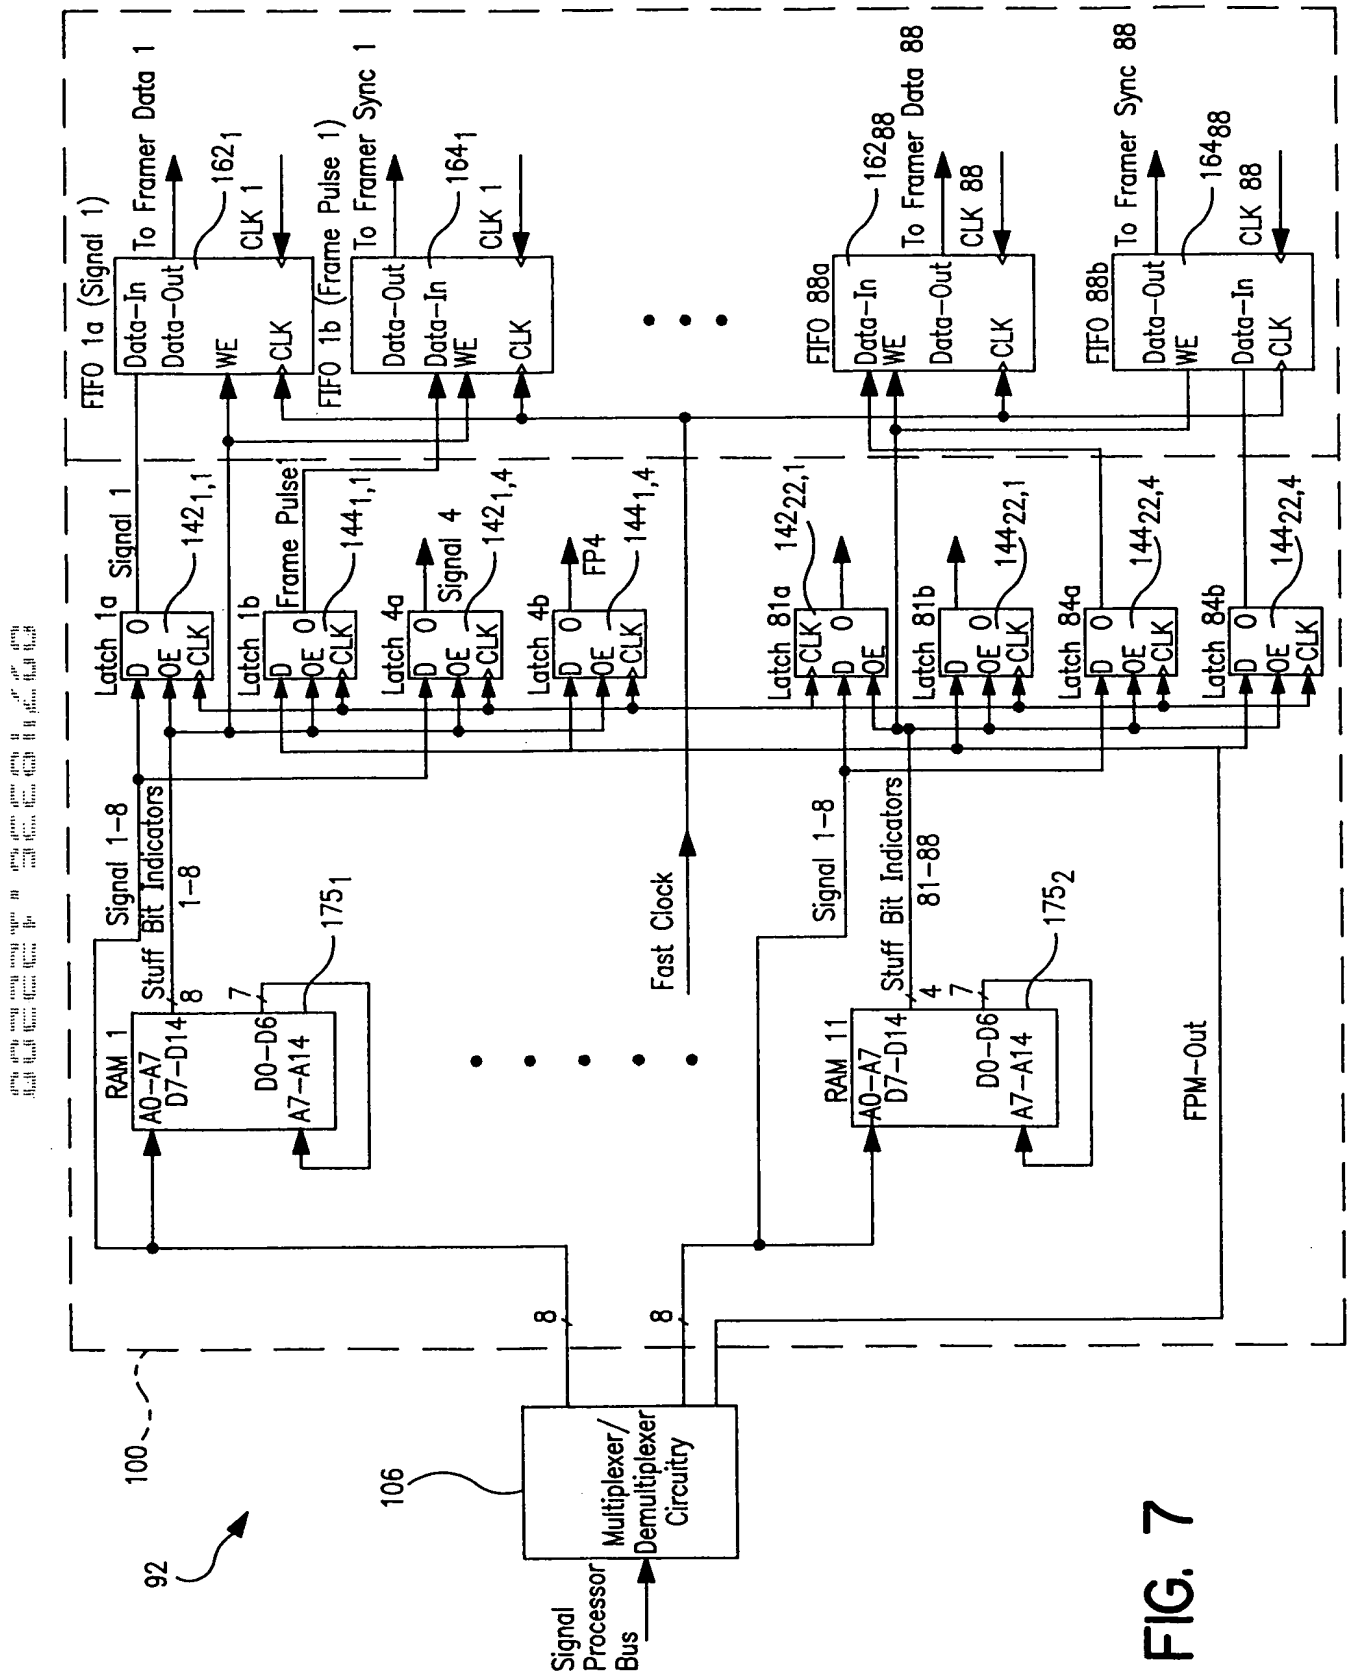 FIFO 1a (Signal 1)
Data-In
Data-Out
WE
CLK
To Framer Data 1
162₁
CLK 1
FIFO 1b (Frame Pulse 1)
Data-Out
Data-In
WE
CLK
To Framer Sync 1
164₁
CLK 1
FIFO 88a
Data-In
WE
Data-Out
CLK
162₈₈
To Framer Data 88
CLK 88
FIFO 88b
Data-Out
WE
Data-In
CLK
To Framer Sync 88
164₈₈
CLK 88
Latch 1a
D O
OE
CLK
Signal 1
142₁,₁
Latch 1b
D O
OE
CLK
Frame Pulse1
144₁,₁
Latch 4a
D O
OE
CLK
Signal 4
142₁,₄
Latch 4b
D O
OE
CLK
FP4
144₁,₄
Latch 81a
CLK
D O
OE
142₂₂,₁
Latch 81b
D O
OE
CLK
144₂₂,₁
Latch 84a
D O
OE
CLK
144₂₂,₄
Latch 84b
D O
OE
CLK
144₂₂,₄
Signal 1-8
Stuff Bit Indicators
1-8
8
7
RAM 1
A0-A7
D7-D14
D0-D6
A7-A14
175₁
Fast Clock
Signal 1-8
Stuff Bit Indicators
81-88
4
7
RAM 11
A0-A7
D7-D14
D0-D6
A7-A14
175₂
FPM-Out
8
8
100
92
106
Multiplexer/
Demultiplexer
Circuitry
Signal
Processor
Bus
FIG. 7